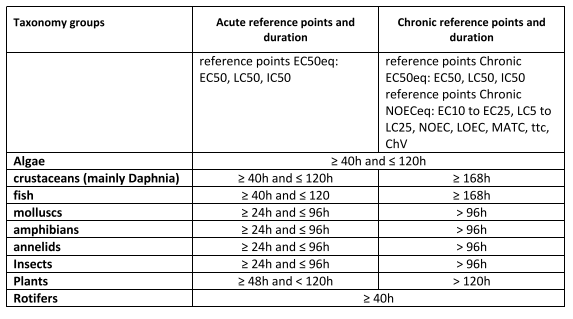 Taxonomy groups
Acute reference points and
duration
Chronic reference points and
duration
reference points EC50eq:
EC50, LC50, IC50
reference points Chronic
EC50eq: EC50, LC50, IC50
reference points Chronic
NOECeq: EC10 to EC25, LC5 to
LC25, NOEC, LOEC, MATC, ttc,
ChV
Algae
≥ 40h and ≤ 120h
crustaceans (mainly Daphnia)
≥ 40h and ≤ 120h
≥ 168h
fish
≥ 40h and ≤ 120
≥ 168h
molluscs
≥ 24h and ≤ 96h
> 96h
amphibians
≥ 24h and ≤ 96h
> 96h
annelids
≥ 24h and ≤ 96h
> 96h
Insects
≥ 24h and ≤ 96h
> 96h
Plants
≥ 48h and < 120h
> 120h
Rotifers
≥ 40h